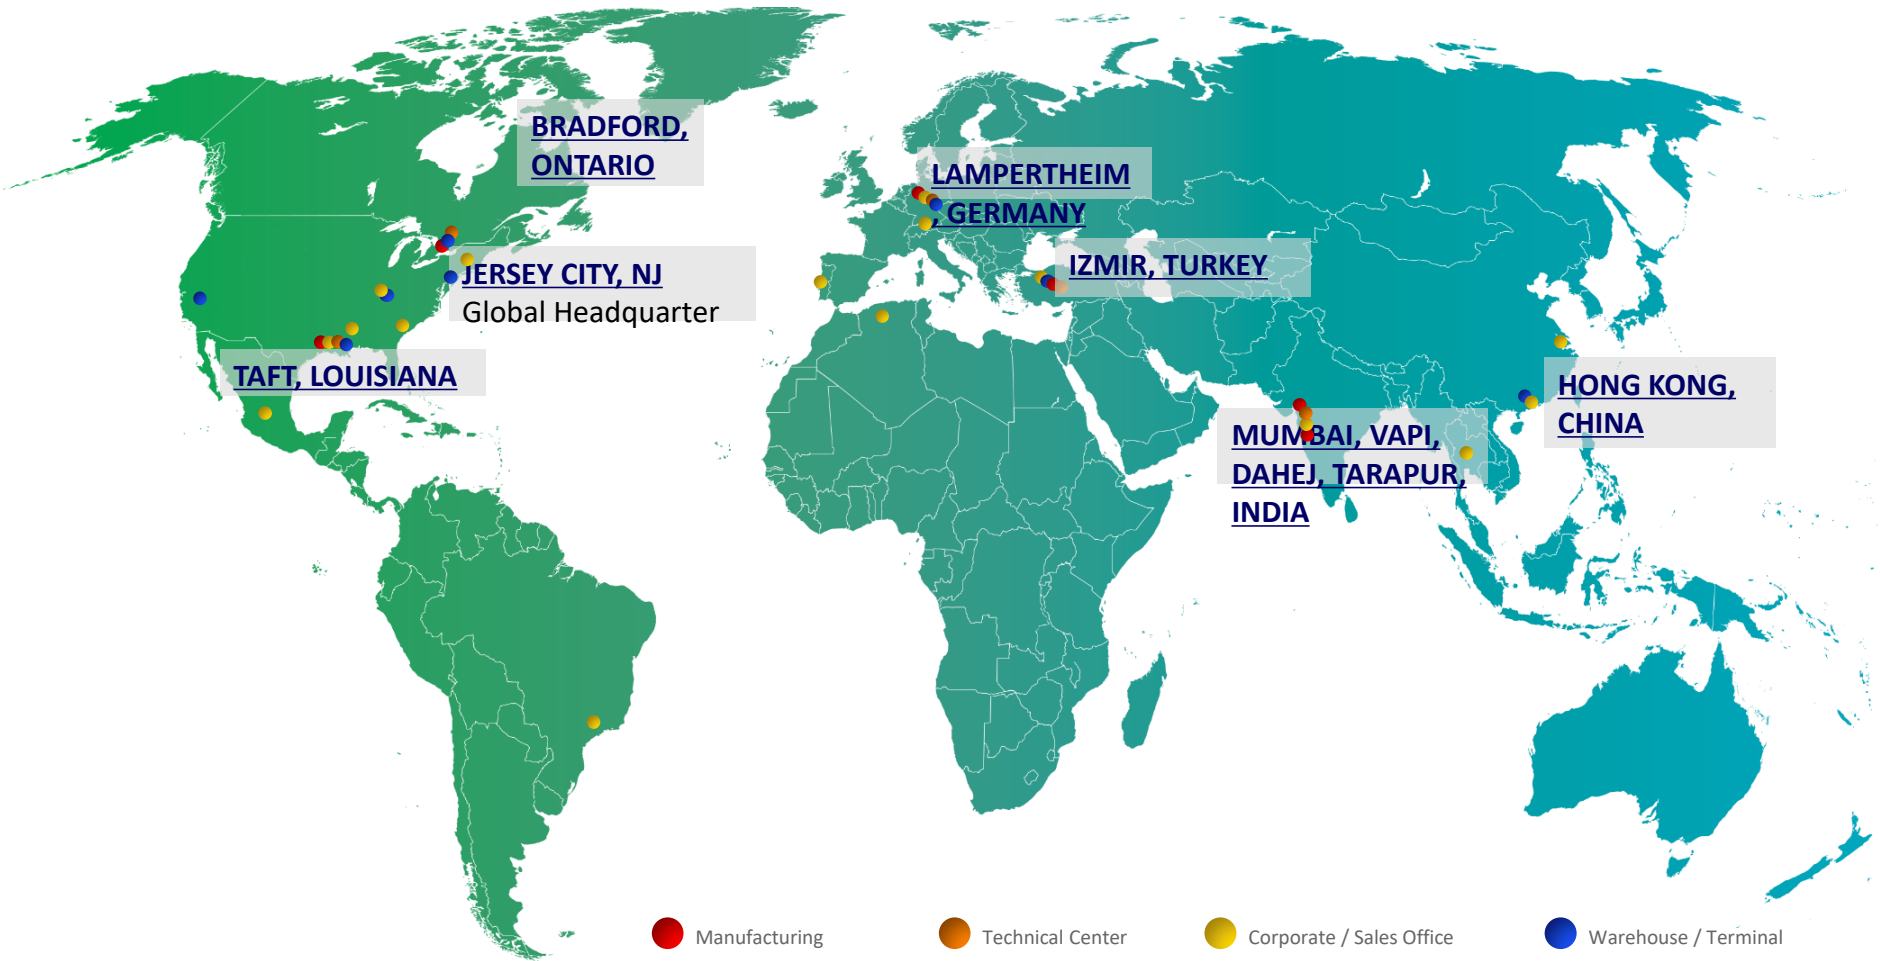 BRADFORD,
ONTARIO
LAMPERTHEIM
, GERMANY
JERSEY CITY, NJ
Global Headquarter
IZMIR, TURKEY
TAFT, LOUISIANA
HONG KONG,
CHINA
MUMBAI, VAPI,
DAHEJ, TARAPUR,
INDIA
Manufacturing
Technical Center
Corporate / Sales Office
Warehouse / Terminal